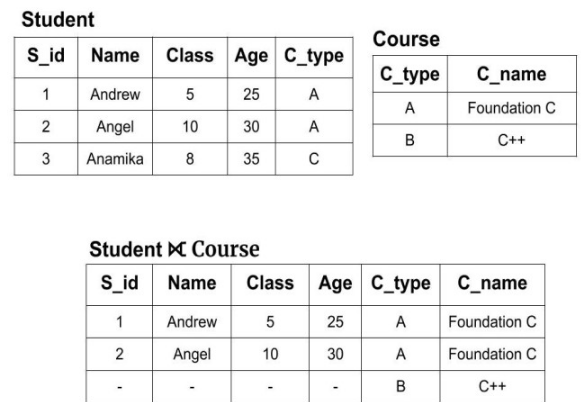 Student
S_id Name Class Age C_type
1 Andrew 5 25 A
2 Angel 10 30 A
3 Anamika 8 35 C
Course
C_type C_name
A Foundation C
B C++
Student ⟖ Course
S_id Name Class Age C_type C_name
1 Andrew 5 25 A Foundation C
2 Angel 10 30 A Foundation C
- - - - B C++